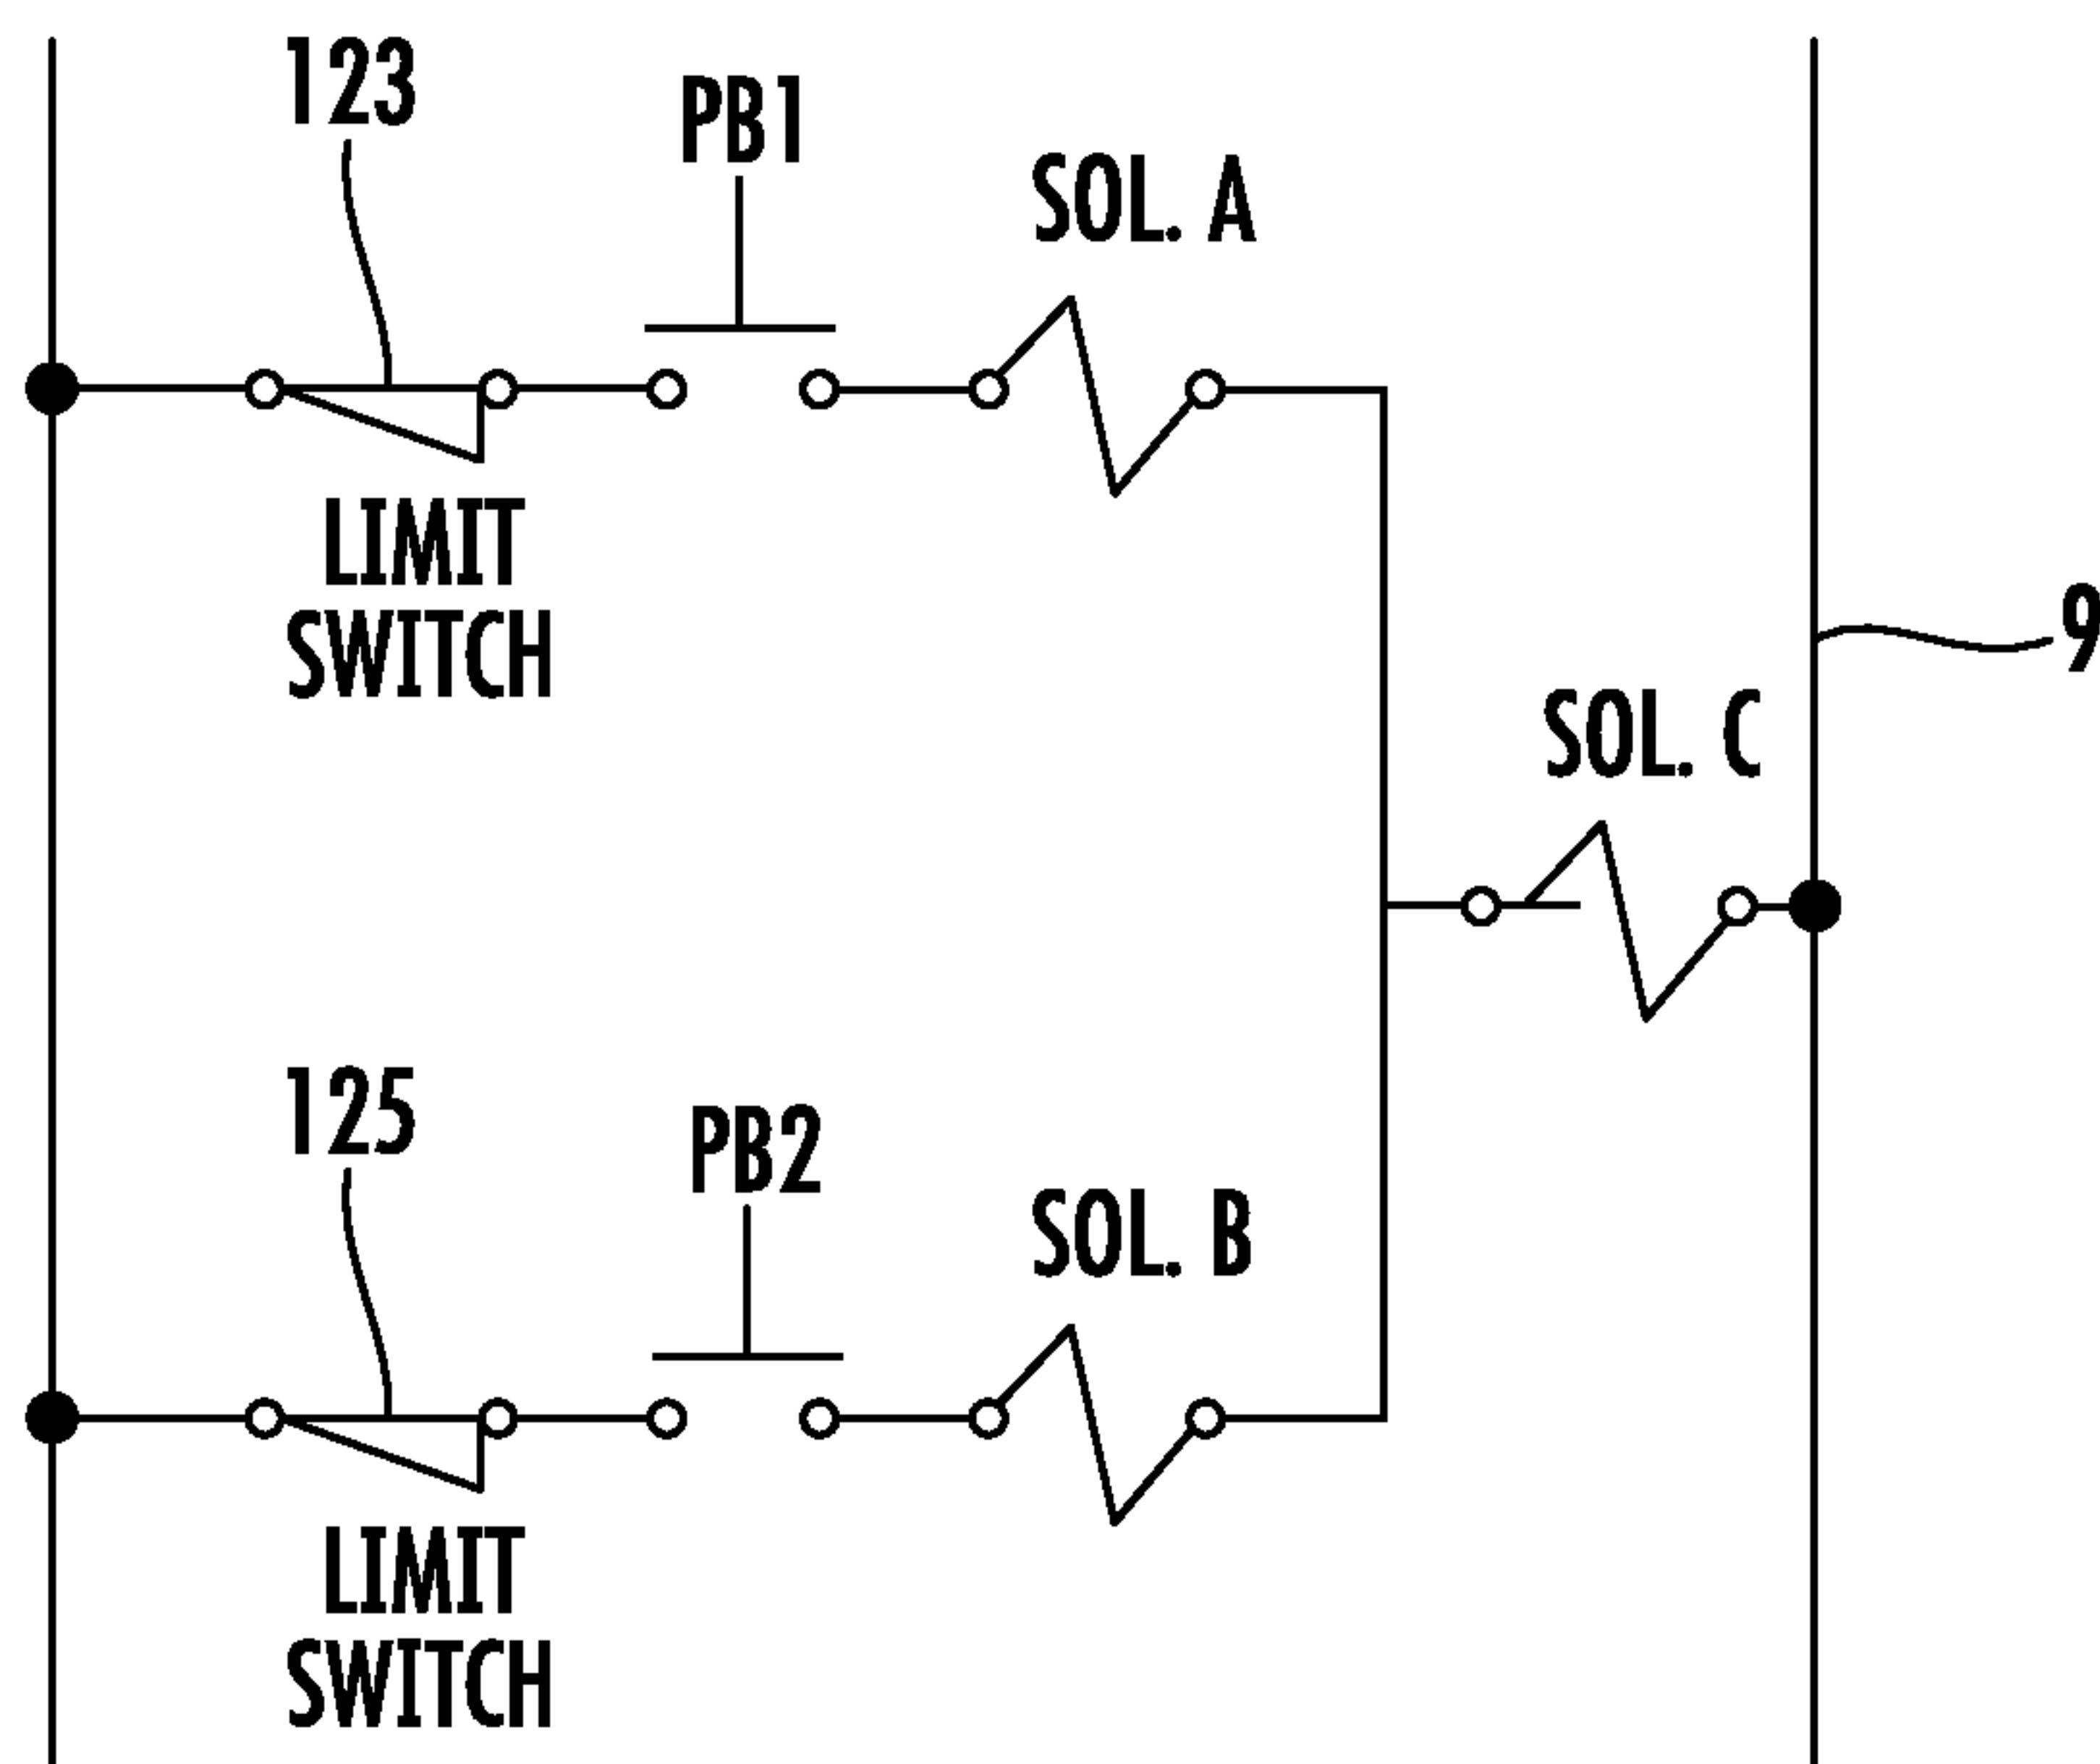 123
PB1
SOL. A
LIMIT
SWITCH
9
SOL. C
125
PB2
SOL. B
LIMIT
SWITCH